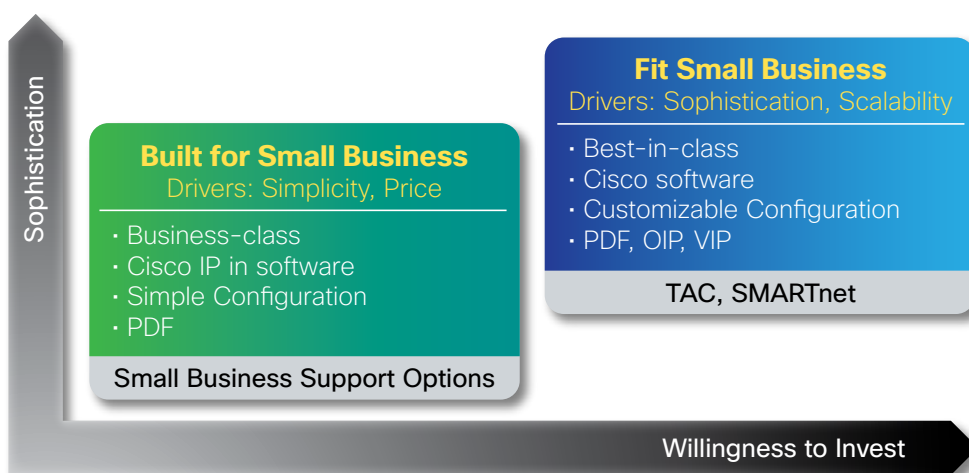 Sophistication
Built for Small Business
Drivers: Simplicity, Price
· Business-class
· Cisco IP in software
· Simple Configuration
· PDF
Small Business Support Options
Fit Small Business
Drivers: Sophistication, Scalability
· Best-in-class
· Cisco software
· Customizable Configuration
· PDF, OIP, VIP
TAC, SMARTnet
Willingness to Invest